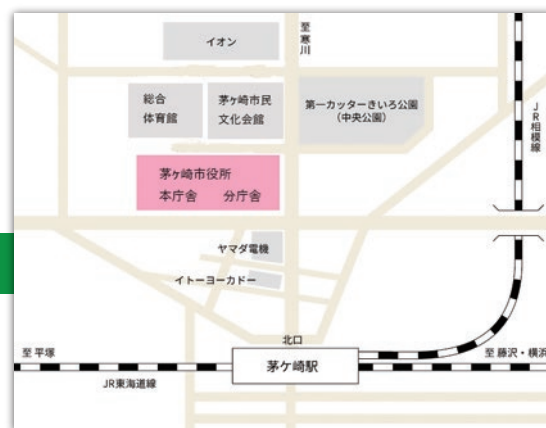 イオン
至寒川
総合
体育館
茅ヶ崎市民
文化会館
第一カッターきいろ公園
(中央公園)
JR相模線
茅ヶ崎市役所
本庁舎 分庁舎
ヤマダ電機
イトーヨーカドー
北口
至 平塚
茅ケ崎駅
至 藤沢・横浜
JR東海道線